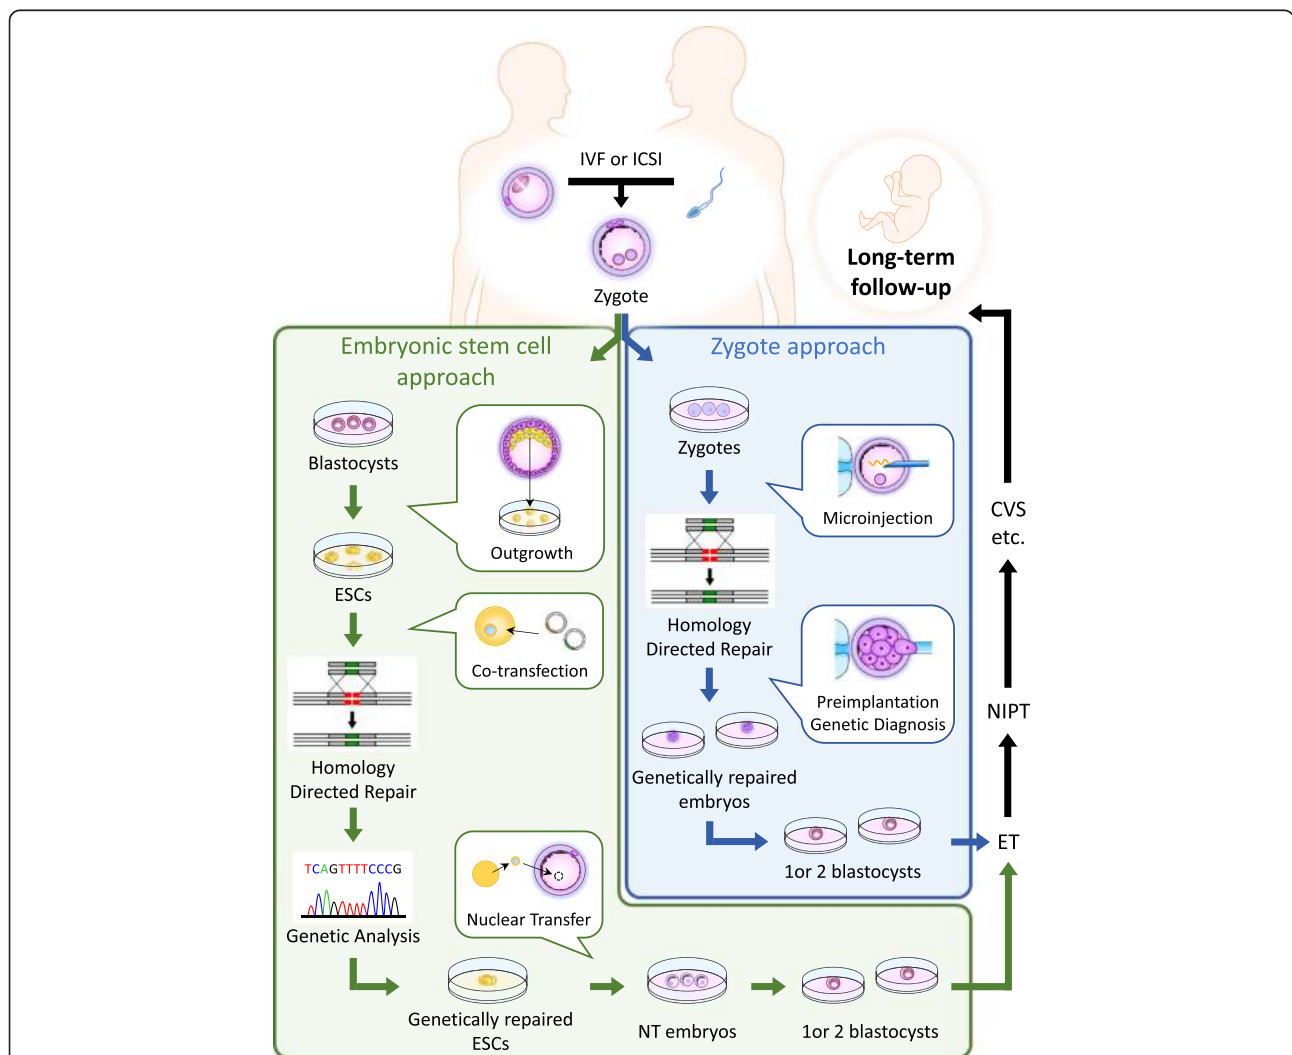 IVF or ICSI
Zygote
Long-term
follow-up
Embryonic stem cell
approach
Blastocysts
Outgrowth
ESCs
Co-transfection
Homology
Directed Repair
TCAGTTTTCCCG
Genetic Analysis
Nuclear Transfer
Genetically repaired
ESCs
NT embryos
1or 2 blastocysts
Zygote approach
Zygotes
Microinjection
Homology
Directed Repair
Preimplantation
Genetic Diagnosis
Genetically repaired
embryos
1or 2 blastocysts
ET
NIPT
CVS
etc.